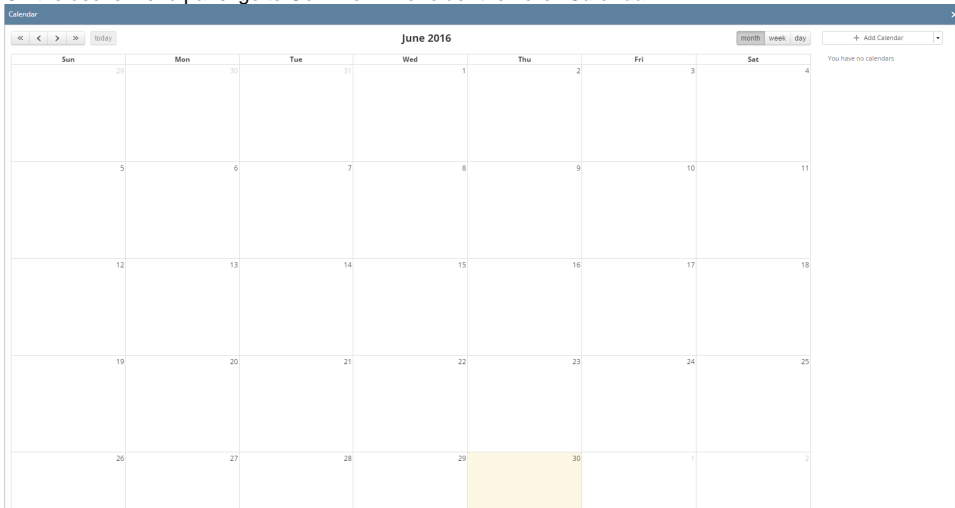 Calendar
« < > » today June 2016 month week day + Add Calendar
You have no calendars
Sun Mon Tue Wed Thu Fri Sat
29 30 31 1 2 3 4
5 6 7 8 9 10 11
12 13 14 15 16 17 18
19 20 21 22 23 24 25
26 27 28 29 30 1 2